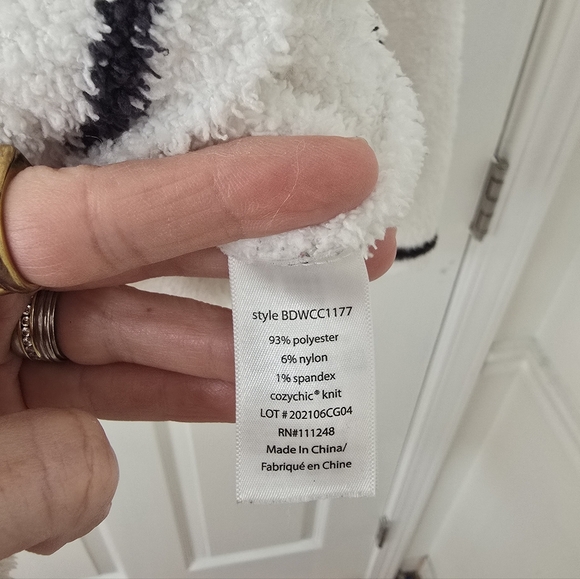 style BDWCC1177
93% polyester
6% nylon
1% spandex
cozychic® knit
LOT # 202106CG04
RN#111248
Made In China/
Fabriqué en Chine